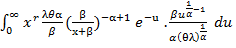 ∫₀^∞ x^r (λθα/β) (β/(x+β))^(-α+1) e^(-u) . (βu^(1/α - 1))/(α(θλ)^(1/α)) . du